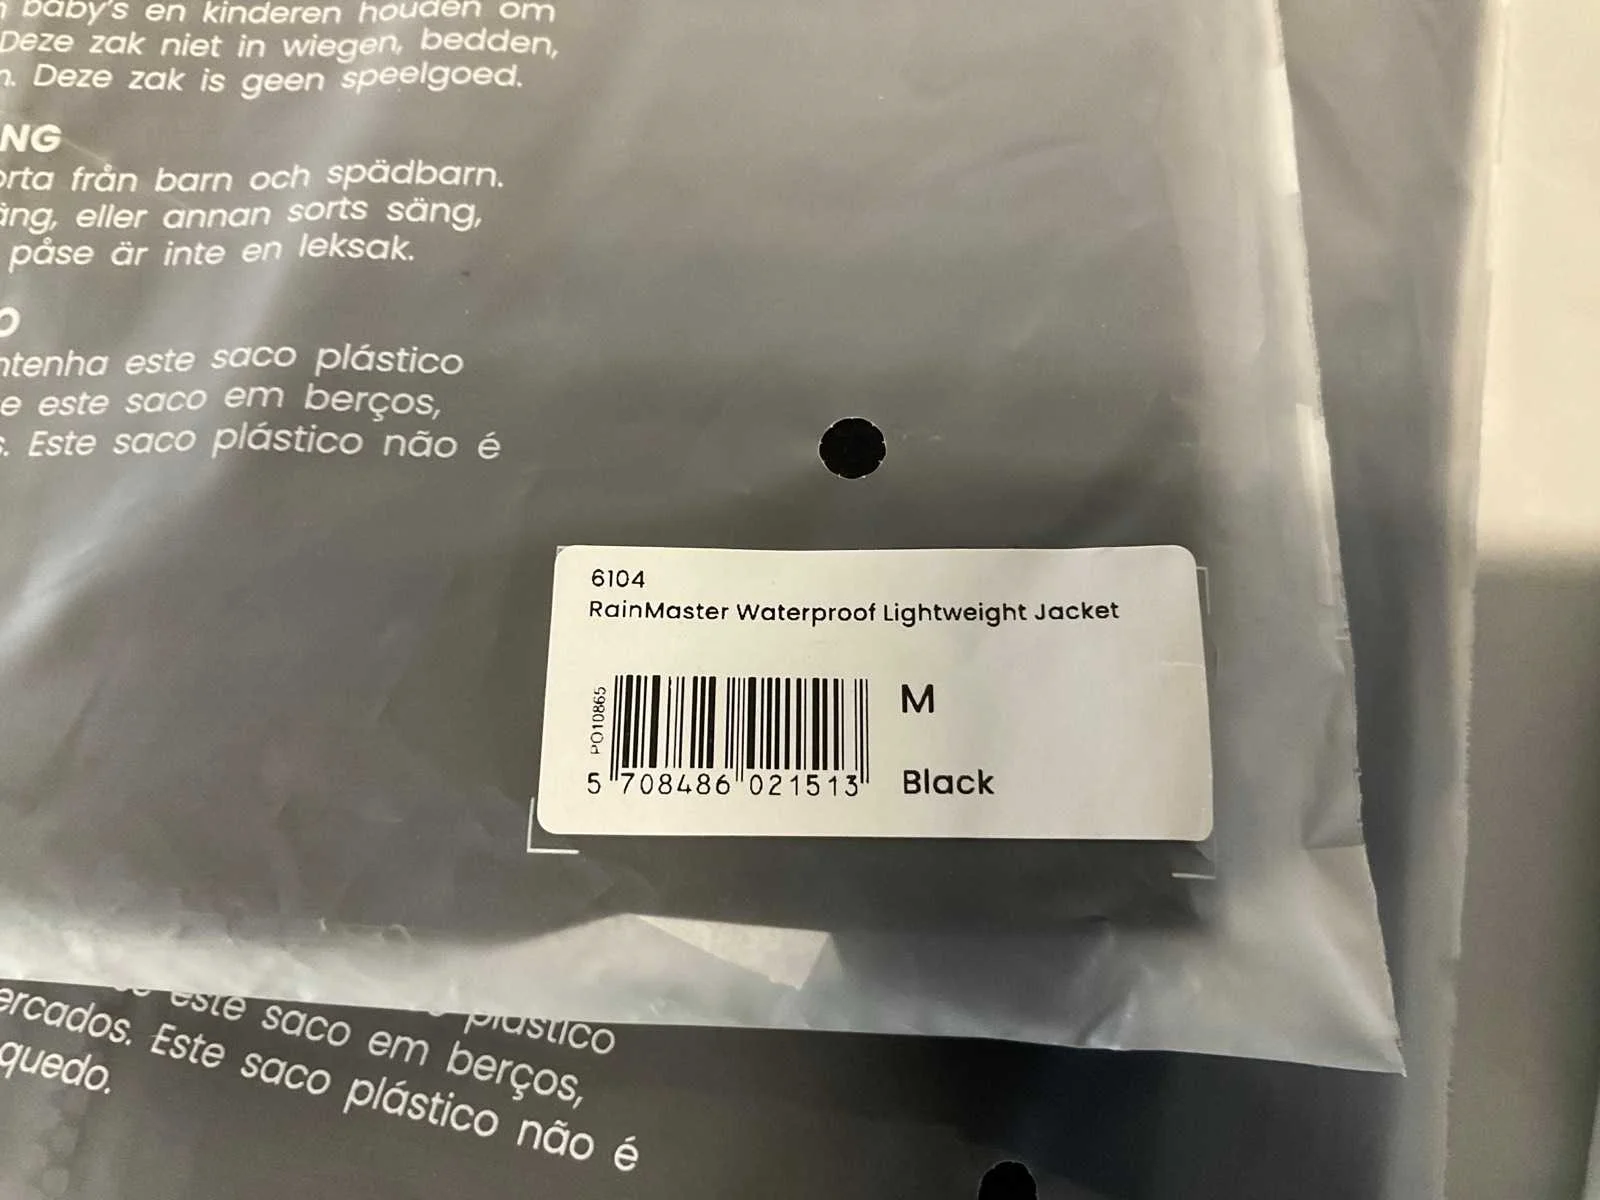 baby's en kinderen houden om
Deze zak niet in wiegen, bedden,
Deze zak is geen speelgoed.
NG
orta från barn och spädbarn.
äng, eller annan sorts säng,
påse är inte en leksak.
O
ntenha este saco plástico
e este saco em berços,
s. Este saco plástico não é
6104
RainMaster Waterproof Lightweight Jacket
PO10865
M
5 708486 021513
Black
este saco em berços,
plástico
ercados. Este saco plástico não é
quedo.